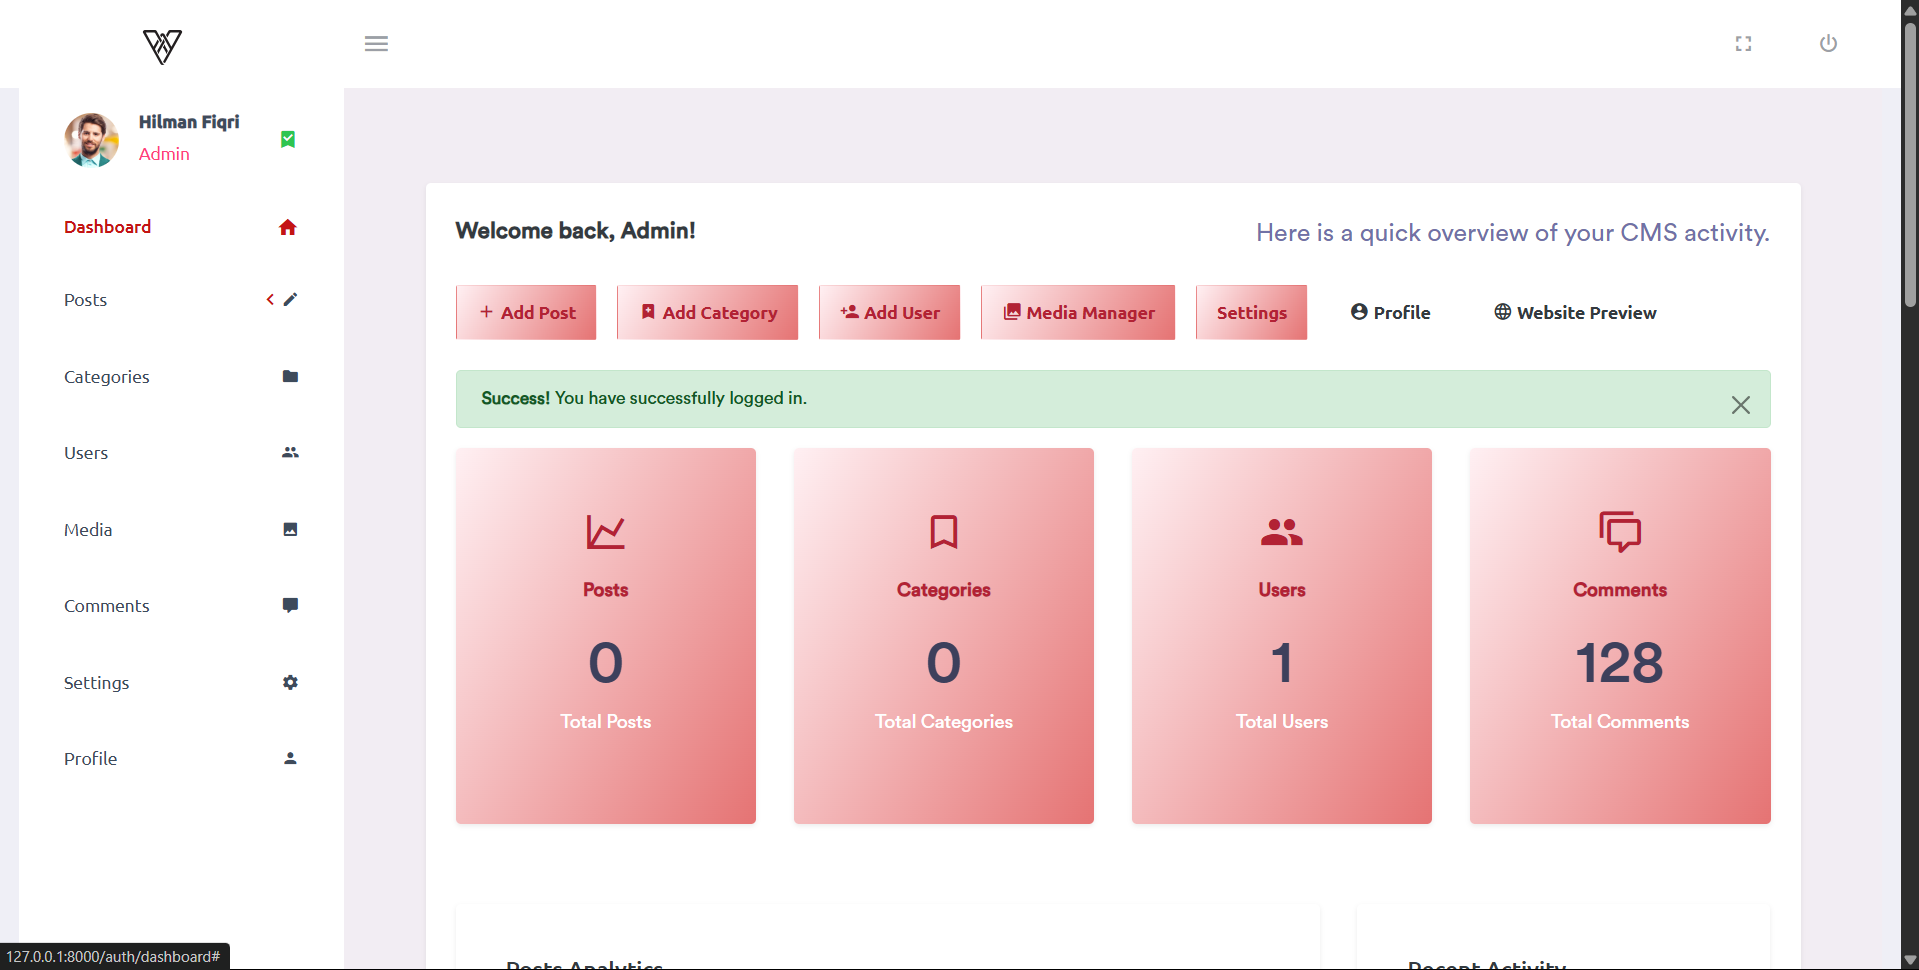 Hilman Fiqri
Admin
Dashboard
Posts
Categories
Users
Media
Comments
Settings
Profile
Welcome back, Admin!
Here is a quick overview of your CMS activity.
Add Post
Add Category
Add User
Media Manager
Settings
Profile
Website Preview
Success! You have successfully logged in.
Posts
0
Total Posts
Categories
0
Total Categories
Users
1
Total Users
Comments
128
Total Comments
Posts Analytics
Recent Activity
127.0.0.1:8000/auth/dashboard#